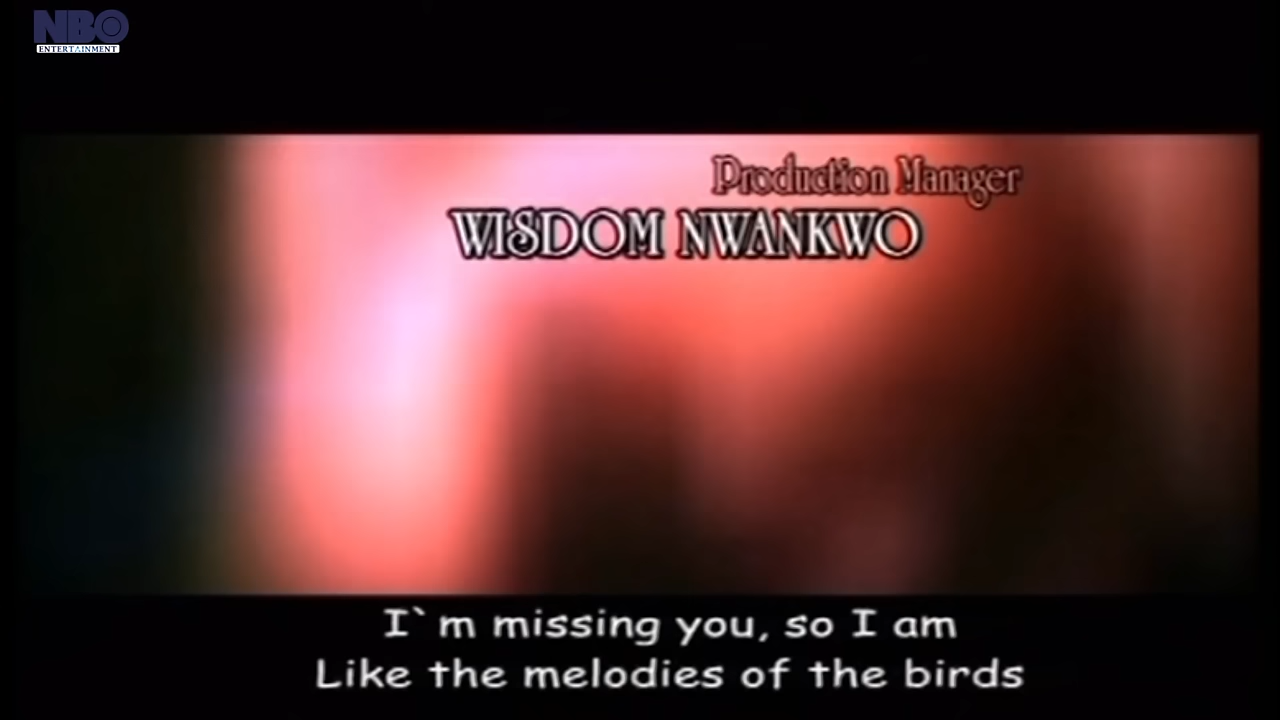 NBO
ENTERTAINMENT
Production Manager
WISDOM NWANKWO
I`m missing you, so I am
Like the melodies of the birds